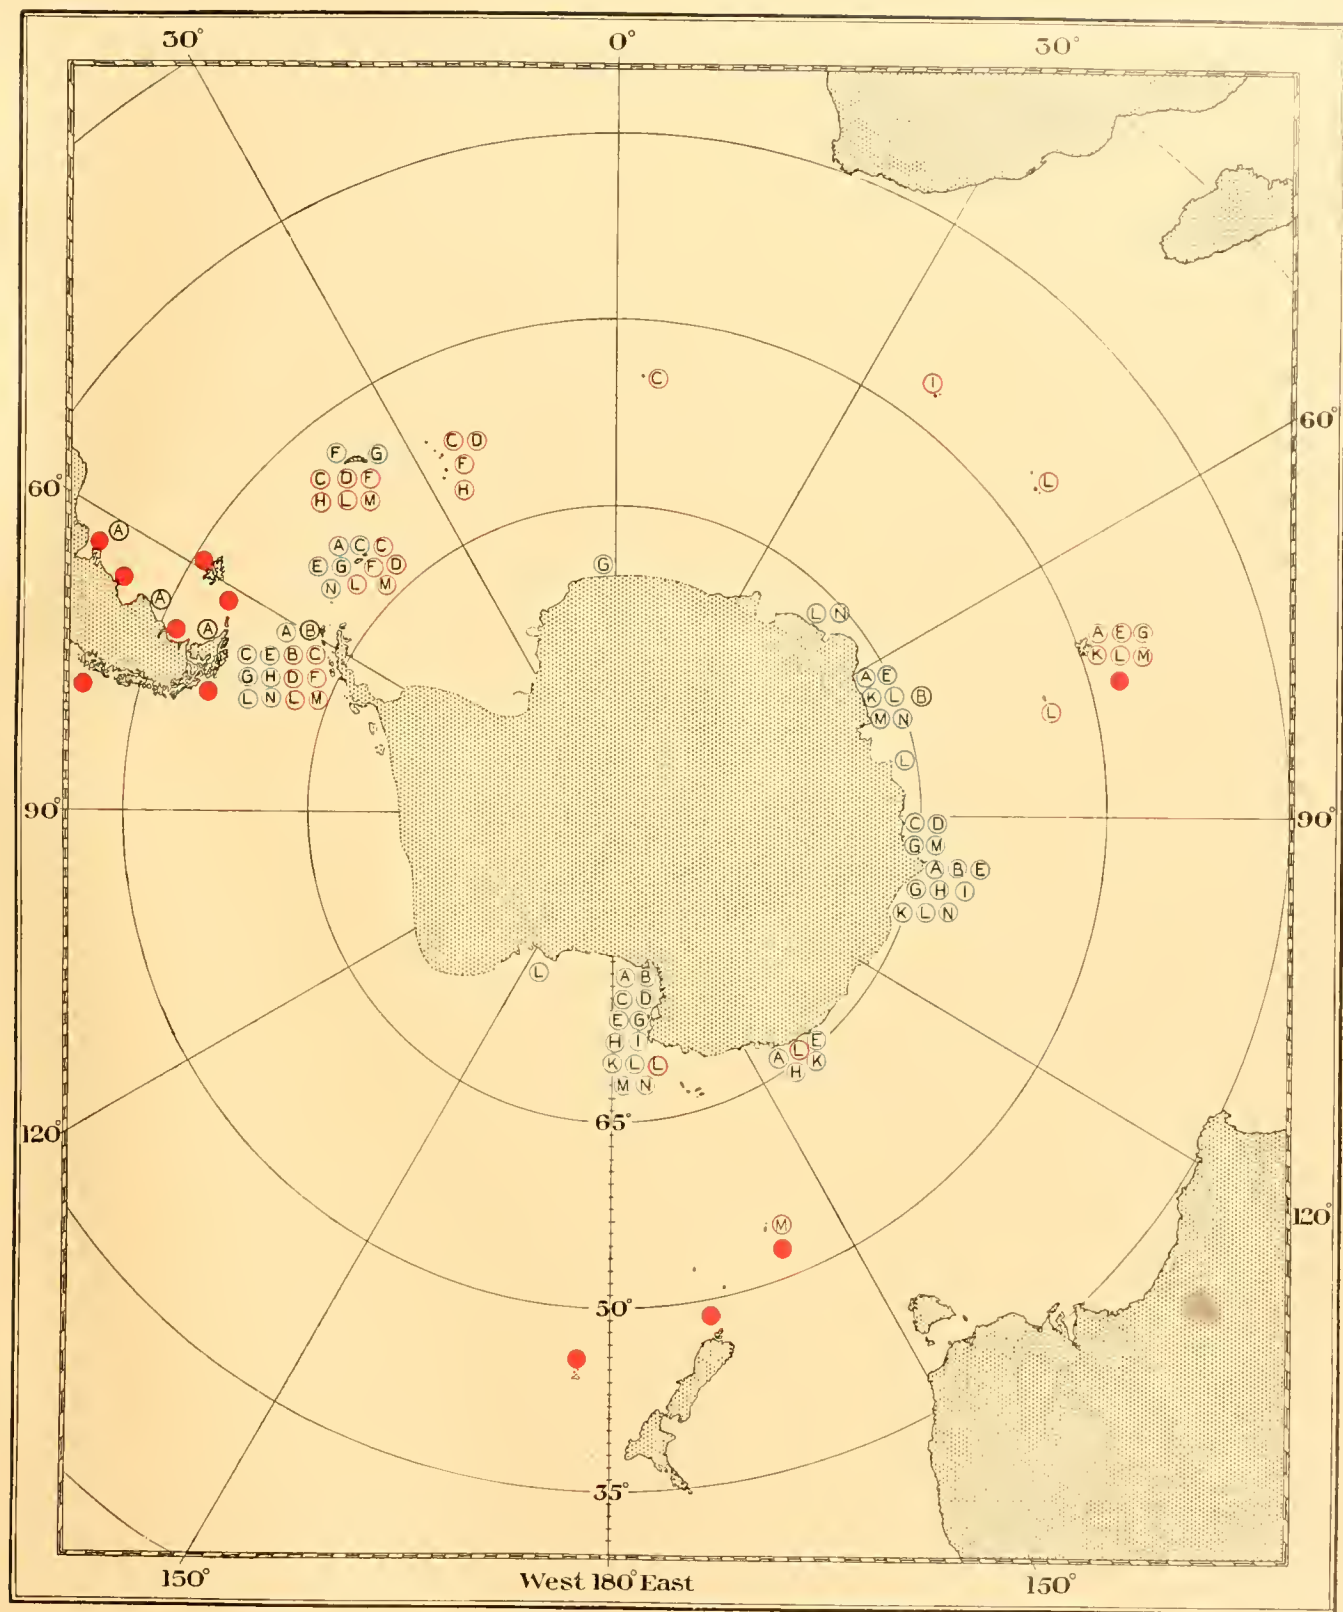 30° 0° 30°
C
I
60°
C D
F G
F
C D F
L
60°
H
H L M
A
A C C
E G F D
G
N L M
A
L N
A
A B
A E G
C E B C
K L M
A E
G H D F
K L B
L N L M
M N
L
L
90° 90°
C D
G M
A B E
G H I
K L N
L
A B
C D
E G
H I
E
L
A K
K L L
H
M N
65°
120°
M
120°
50°
35°
150° West 180° East 150°